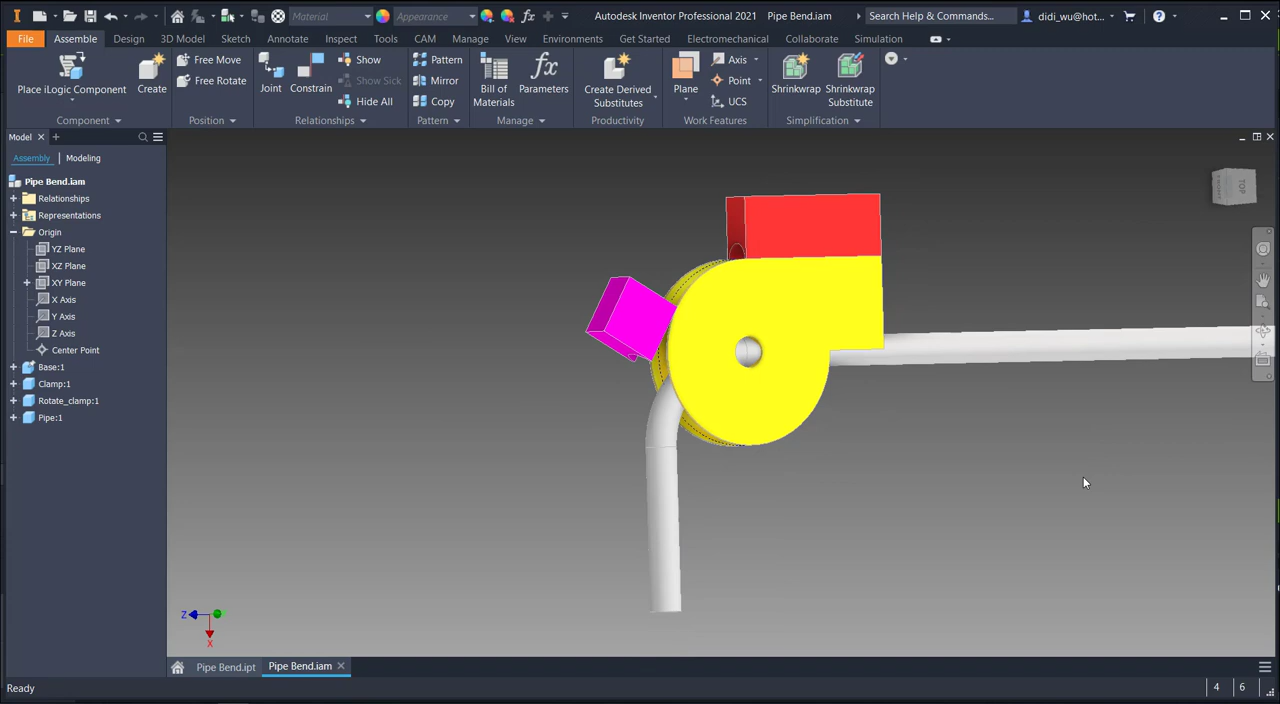 Material
Appearance
fx
Autodesk Inventor Professional 2021 Pipe Bend.iam
Search Help & Commands...
didi_wu@hot...
File
Assemble
Design
3D Model
Sketch
Annotate
Inspect
Tools
CAM
Manage
View
Environments
Get Started
Electromechanical
Collaborate
Simulation
Place iLogic Component
Create
Component
Free Move
Free Rotate
Position
Joint
Constrain
Show
Show Sick
Hide All
Relationships
Pattern
Mirror
Copy
Pattern
Bill of
Materials
fx
Parameters
Manage
Create Derived
Substitutes
Productivity
Plane
Axis
Point
UCS
Work Features
Shrinkwrap
Shrinkwrap
Substitute
Simplification
Model
Assembly
Modeling
Pipe Bend.iam
Relationships
Representations
Origin
YZ Plane
XZ Plane
XY Plane
X Axis
Y Axis
Z Axis
Center Point
Base:1
Clamp:1
Rotate_clamp:1
Pipe:1
TOP
Z
X
Pipe Bend.ipt
Pipe Bend.iam
Ready
4
6